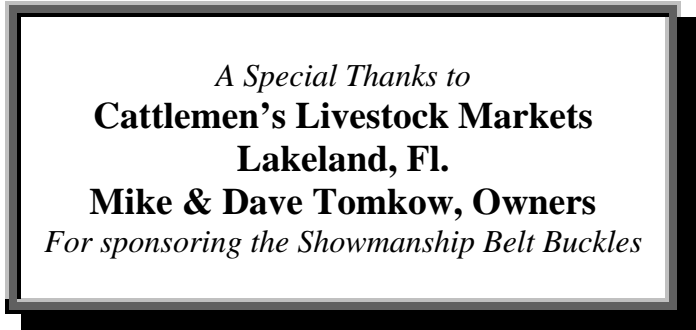 A Special Thanks to
Cattlemen’s Livestock Markets
Lakeland, Fl.
Mike & Dave Tomkow, Owners
For sponsoring the Showmanship Belt Buckles